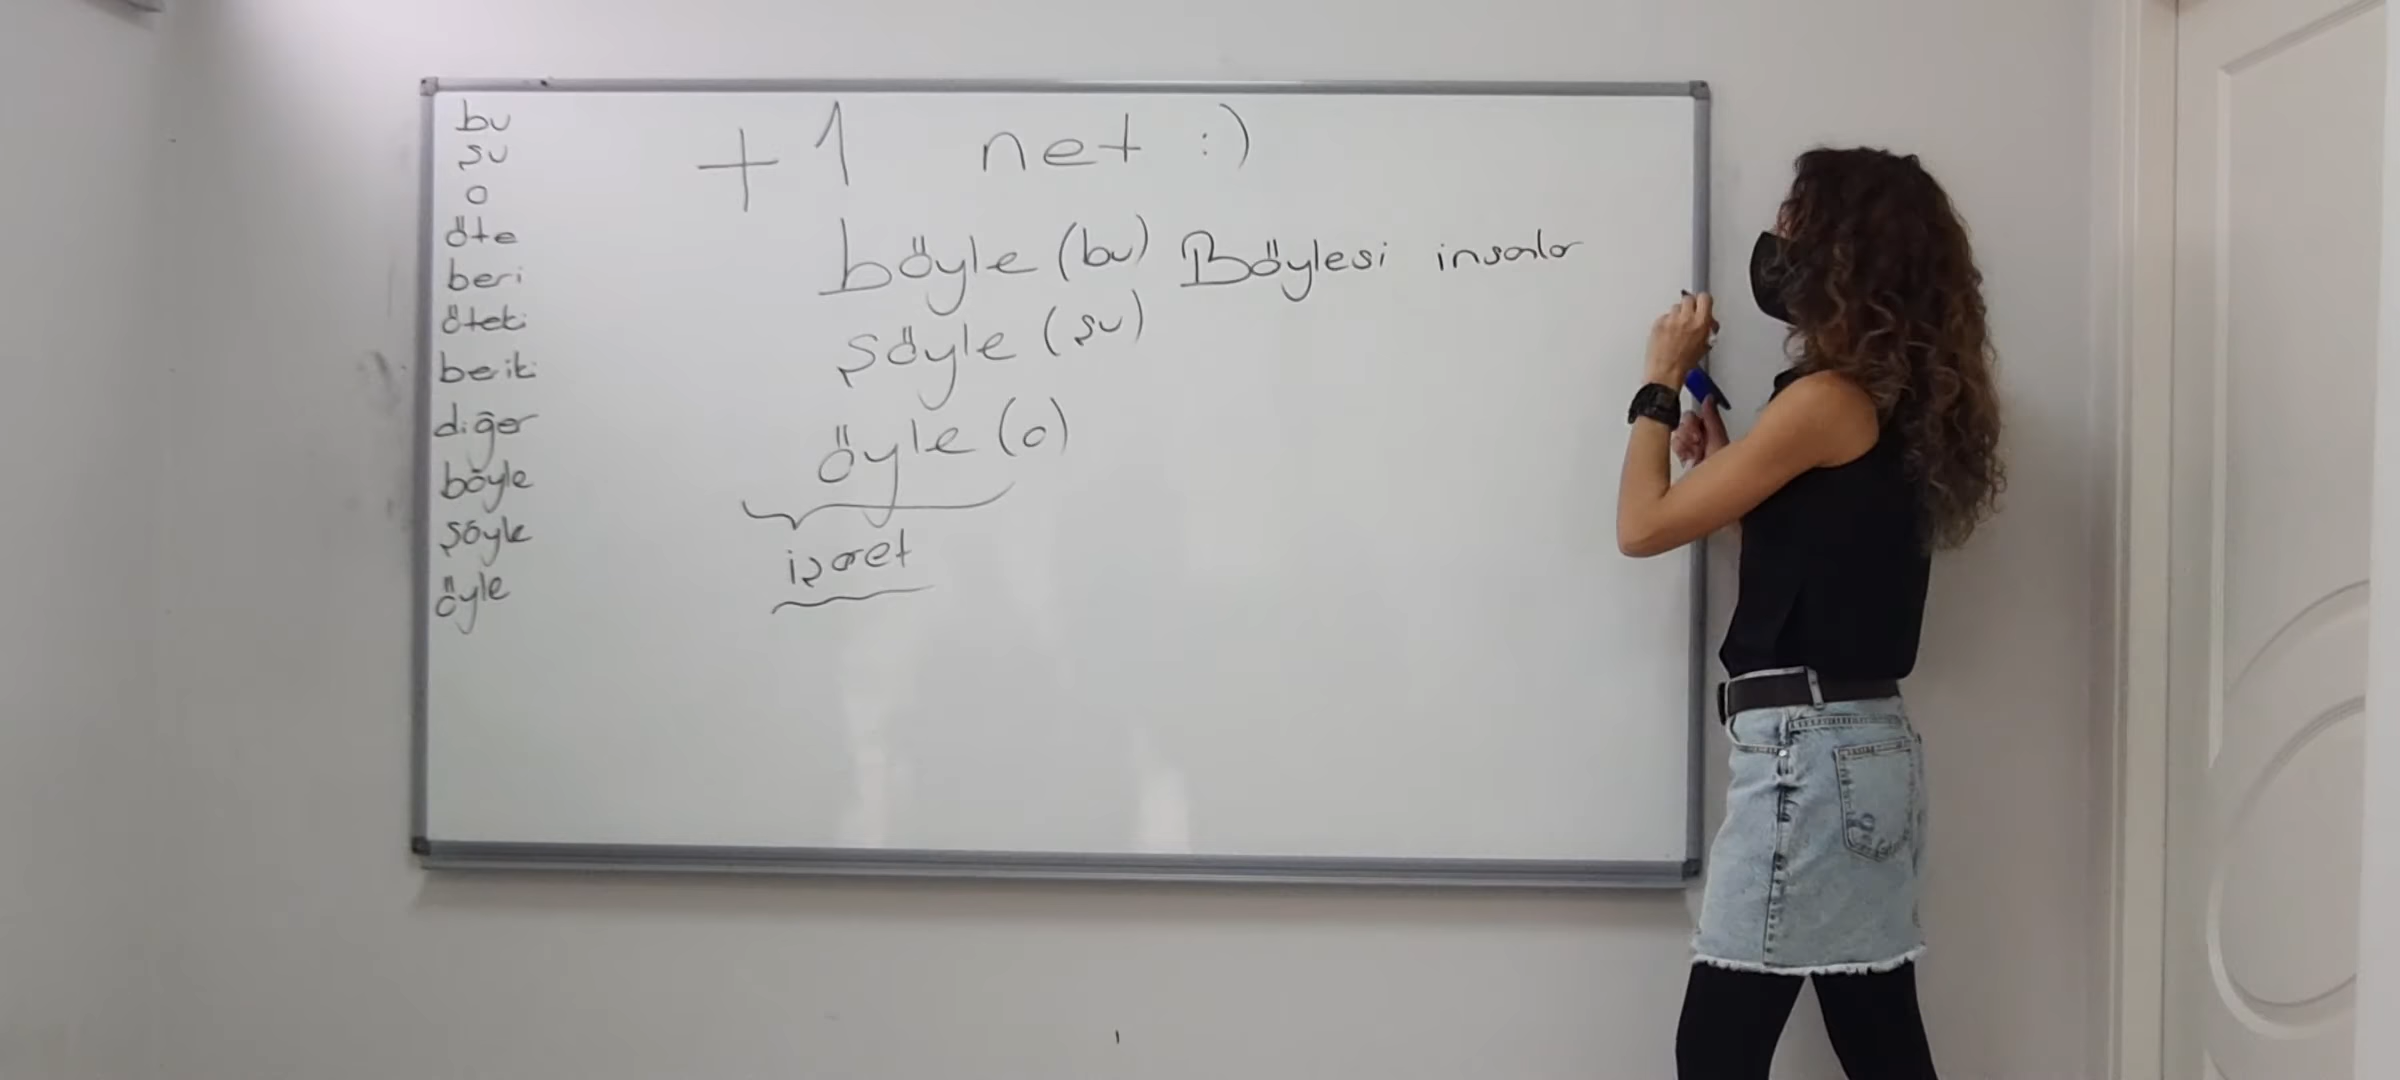 bu
şu
o
öte
beri
öteki
beriki
diğer
böyle
şöyle
öyle
+1 net :)
böyle (bu) Böylesi insanlar
şöyle (şu)
öyle (o)
işaret